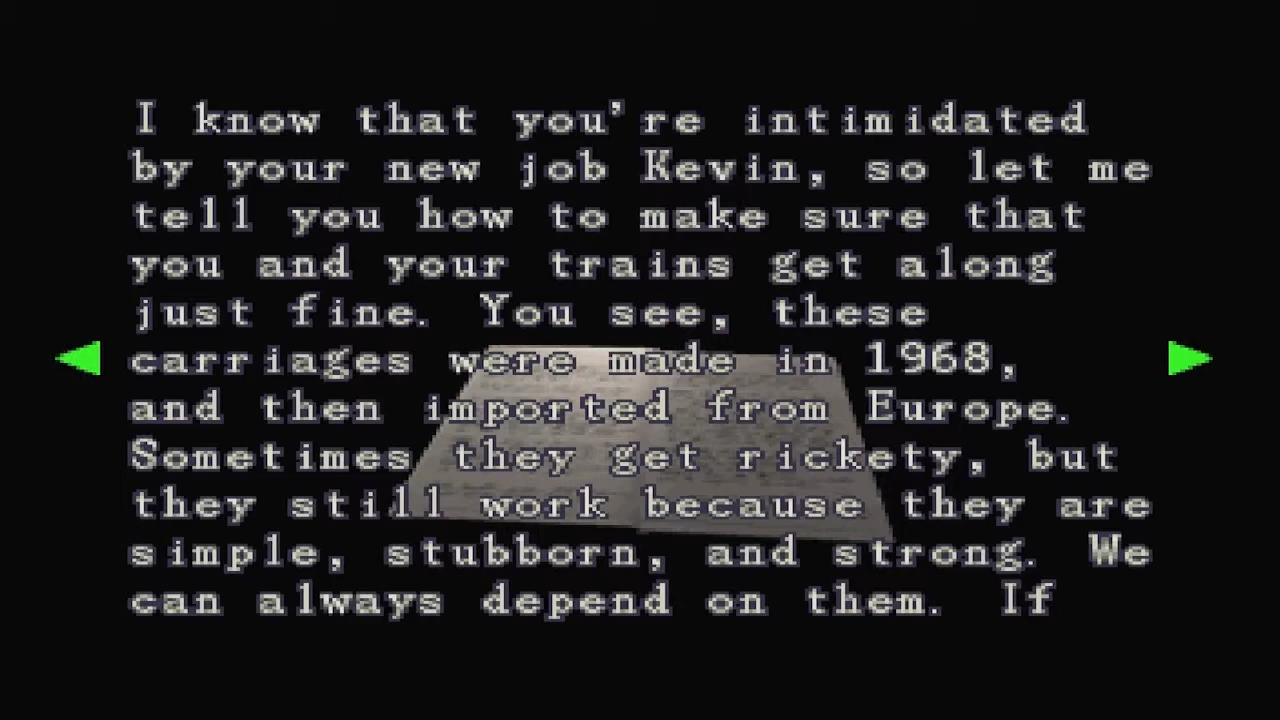 I know that you're intimidated
by your new job Kevin, so let me
tell you how to make sure that
you and your trains get along
just fine. You see, these
carriages were made in 1968,
and then imported from Europe.
Sometimes they get rickety, but
they still work because they are
simple, stubborn, and strong. We
can always depend on them. If